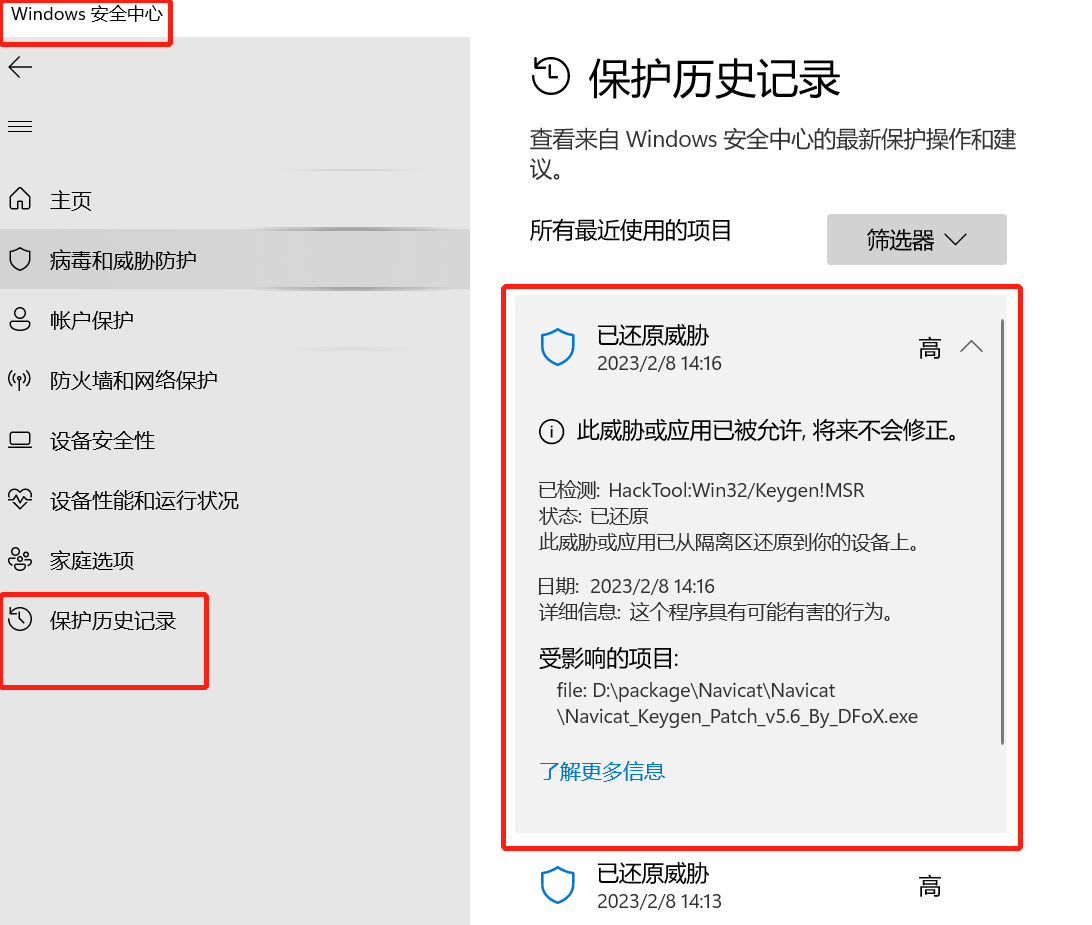 Windows 安全中心
主页
病毒和威胁防护
帐户保护
防火墙和网络保护
设备安全性
设备性能和运行状况
家庭选项
保护历史记录
保护历史记录
查看来自 Windows 安全中心的最新保护操作和建
议。
所有最近使用的项目
筛选器
已还原威胁
2023/2/8 14:16
高
此威胁或应用已被允许, 将来不会修正。
已检测: HackTool:Win32/Keygen!MSR
状态: 已还原
此威胁或应用已从隔离区还原到你的设备上。
日期: 2023/2/8 14:16
详细信息: 这个程序具有可能有害的行为。
受影响的项目:
file: D:\package\Navicat\Navicat
\Navicat_Keygen_Patch_v5.6_By_DFoX.exe
了解更多信息
已还原威胁
2023/2/8 14:13
高